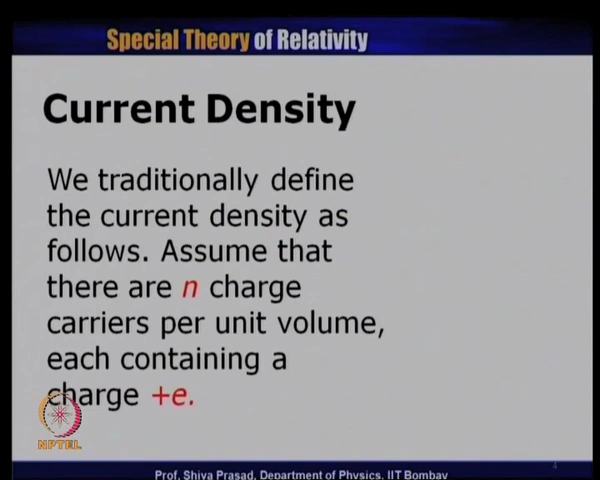 Special Theory of Relativity
Current Density
We traditionally define
the current density as
follows. Assume that
there are n charge
carriers per unit volume,
each containing a
charge +e.
NPTEL
4
Prof. Shiva Prasad, Department of Physics, IIT Bombay